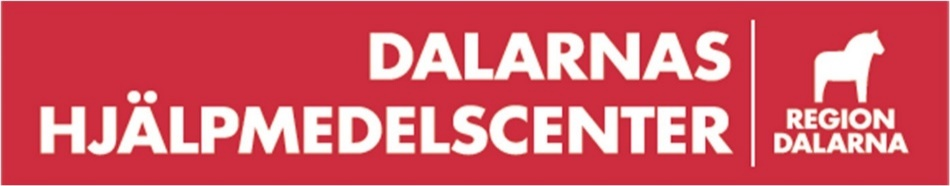 DALARNAS
HJÄLPMEDELSCENTER
REGION
DALARNA